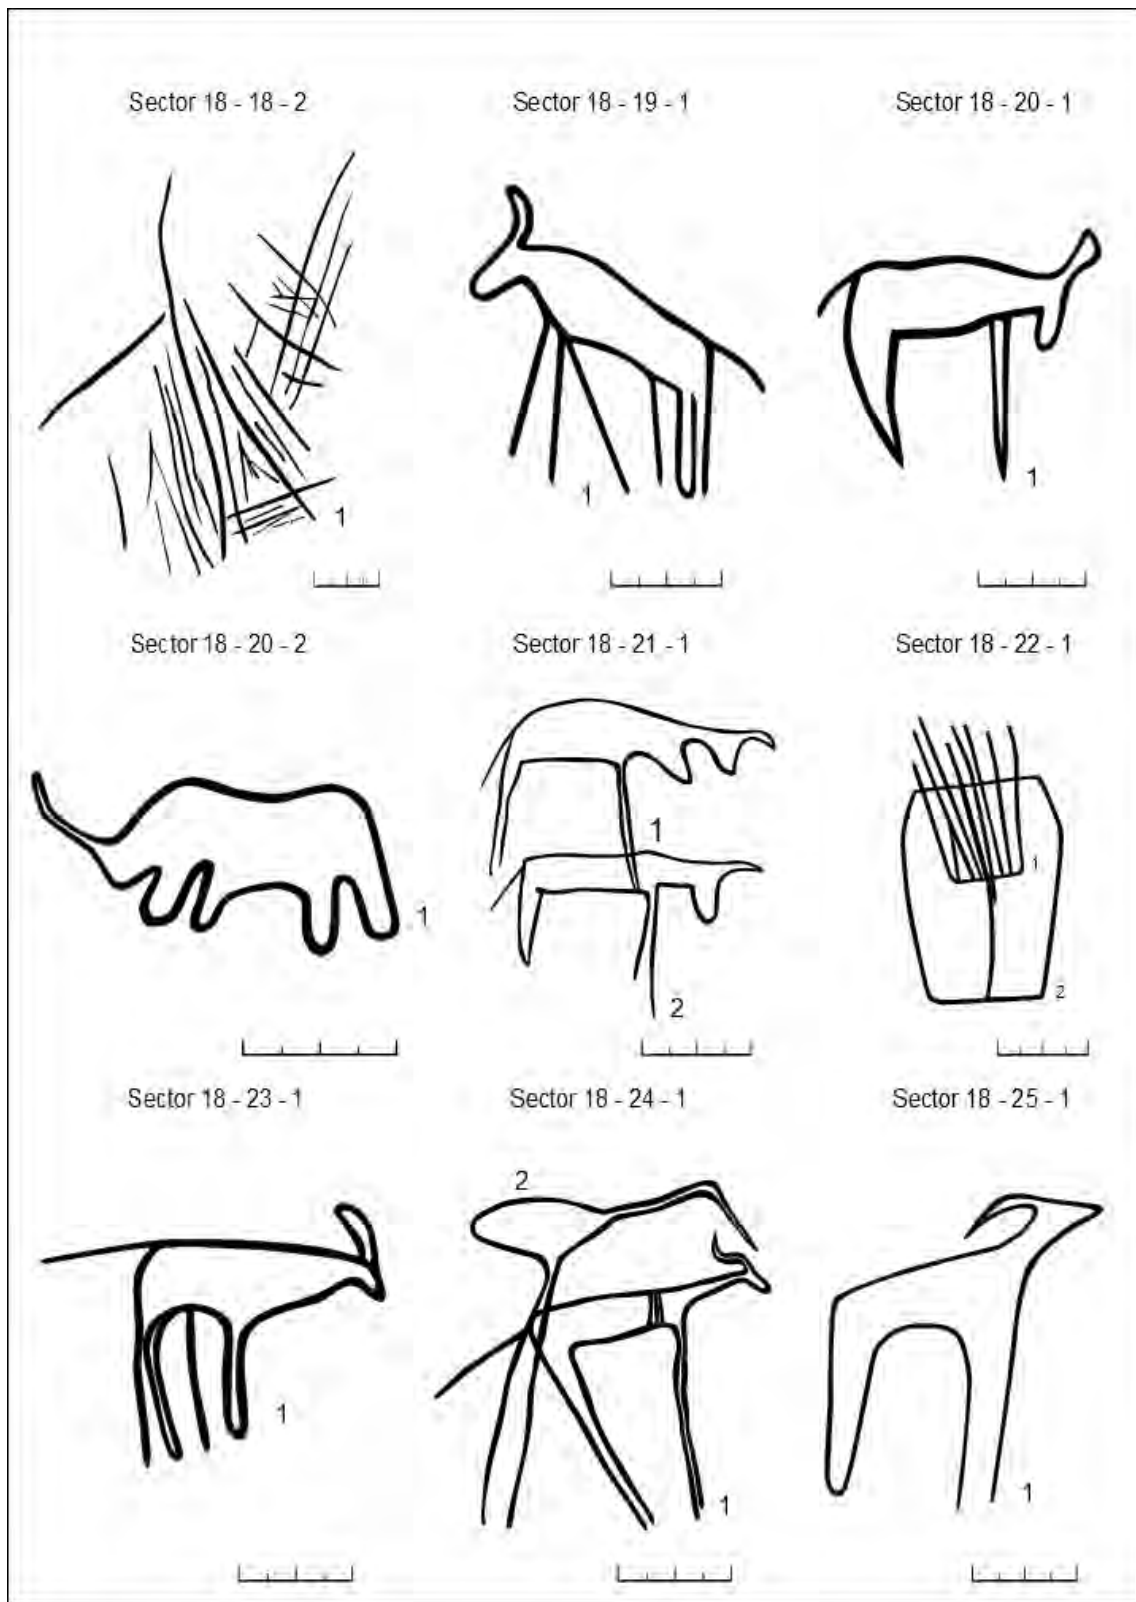 Sector 18 - 18 - 2
Sector 18 - 19 - 1
Sector 18 - 20 - 1
1
1
1
Sector 18 - 20 - 2
Sector 18 - 21 - 1
Sector 18 - 22 - 1
1
1
2
1
2
Sector 18 - 23 - 1
Sector 18 - 24 - 1
Sector 18 - 25 - 1
1
2
1
1